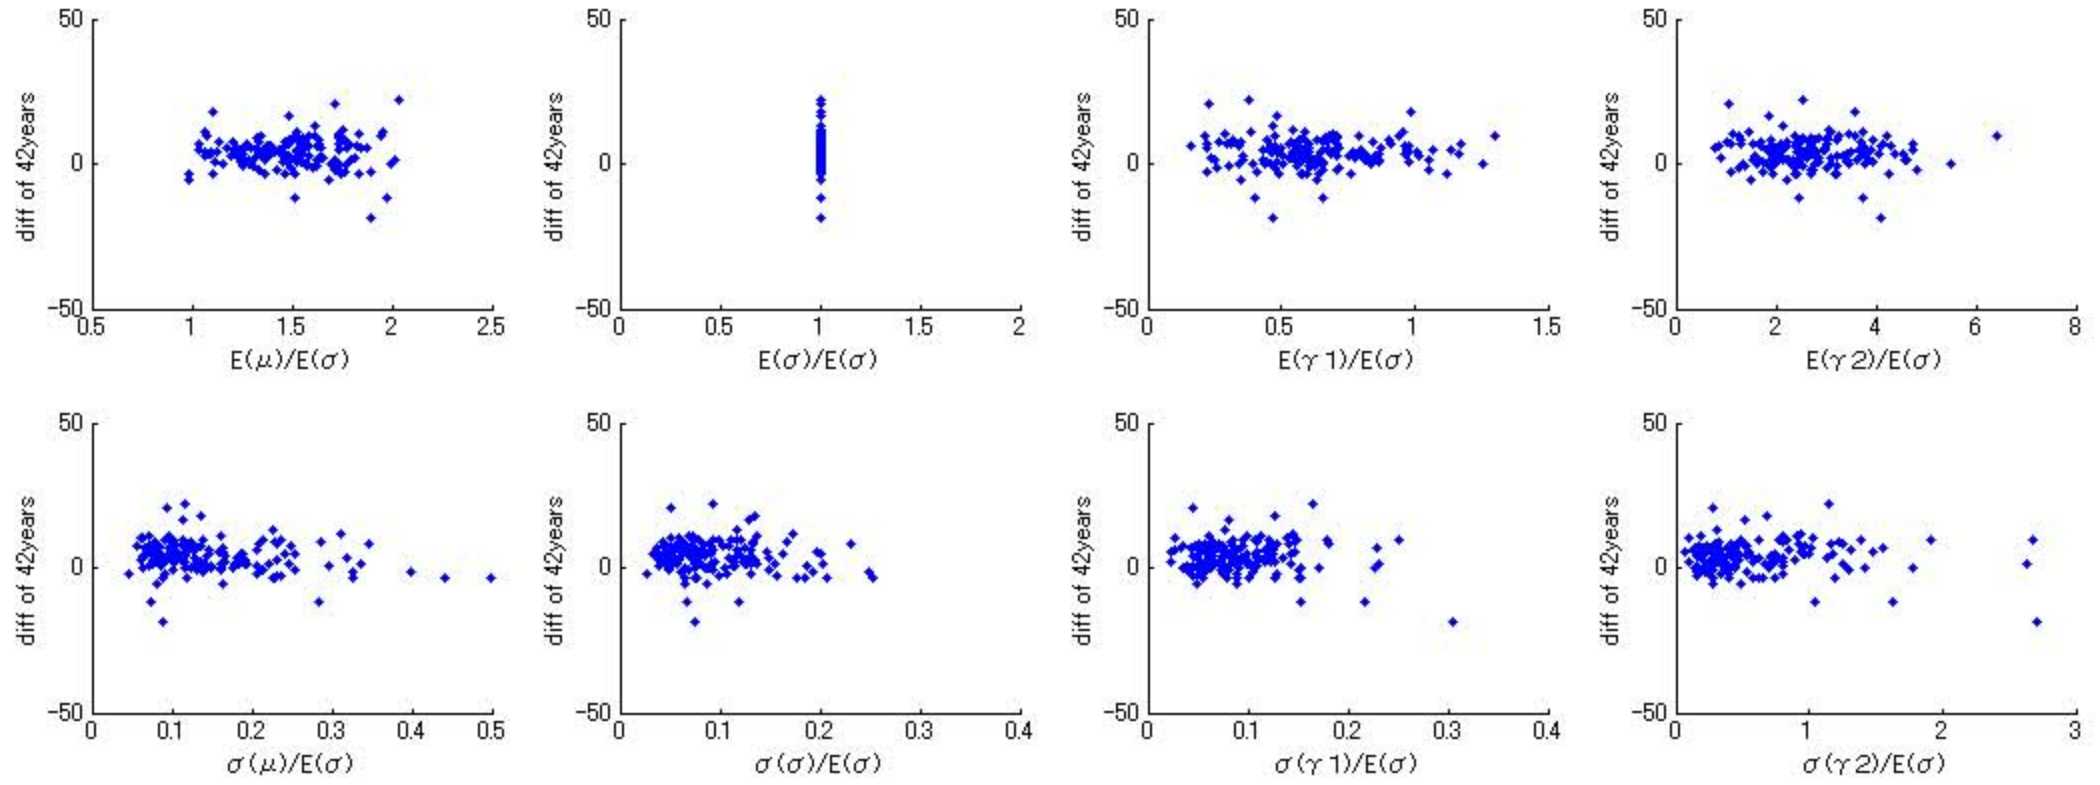 50
0
−50
diff of 42years
0.5 1 1.5 2 2.5
E(μ)/E(σ)
50
0
−50
diff of 42years
0 0.5 1 1.5 2
E(σ)/E(σ)
50
0
−50
diff of 42years
0 0.5 1 1.5
E(γ1)/E(σ)
50
0
−50
diff of 42years
0 2 4 6 8
E(γ2)/E(σ)
50
0
−50
diff of 42years
0 0.1 0.2 0.3 0.4 0.5
σ(μ)/E(σ)
50
0
−50
diff of 42years
0 0.1 0.2 0.3 0.4
σ(σ)/E(σ)
50
0
−50
diff of 42years
0 0.1 0.2 0.3 0.4
σ(γ1)/E(σ)
50
0
−50
diff of 42years
0 1 2 3
σ(γ2)/E(σ)